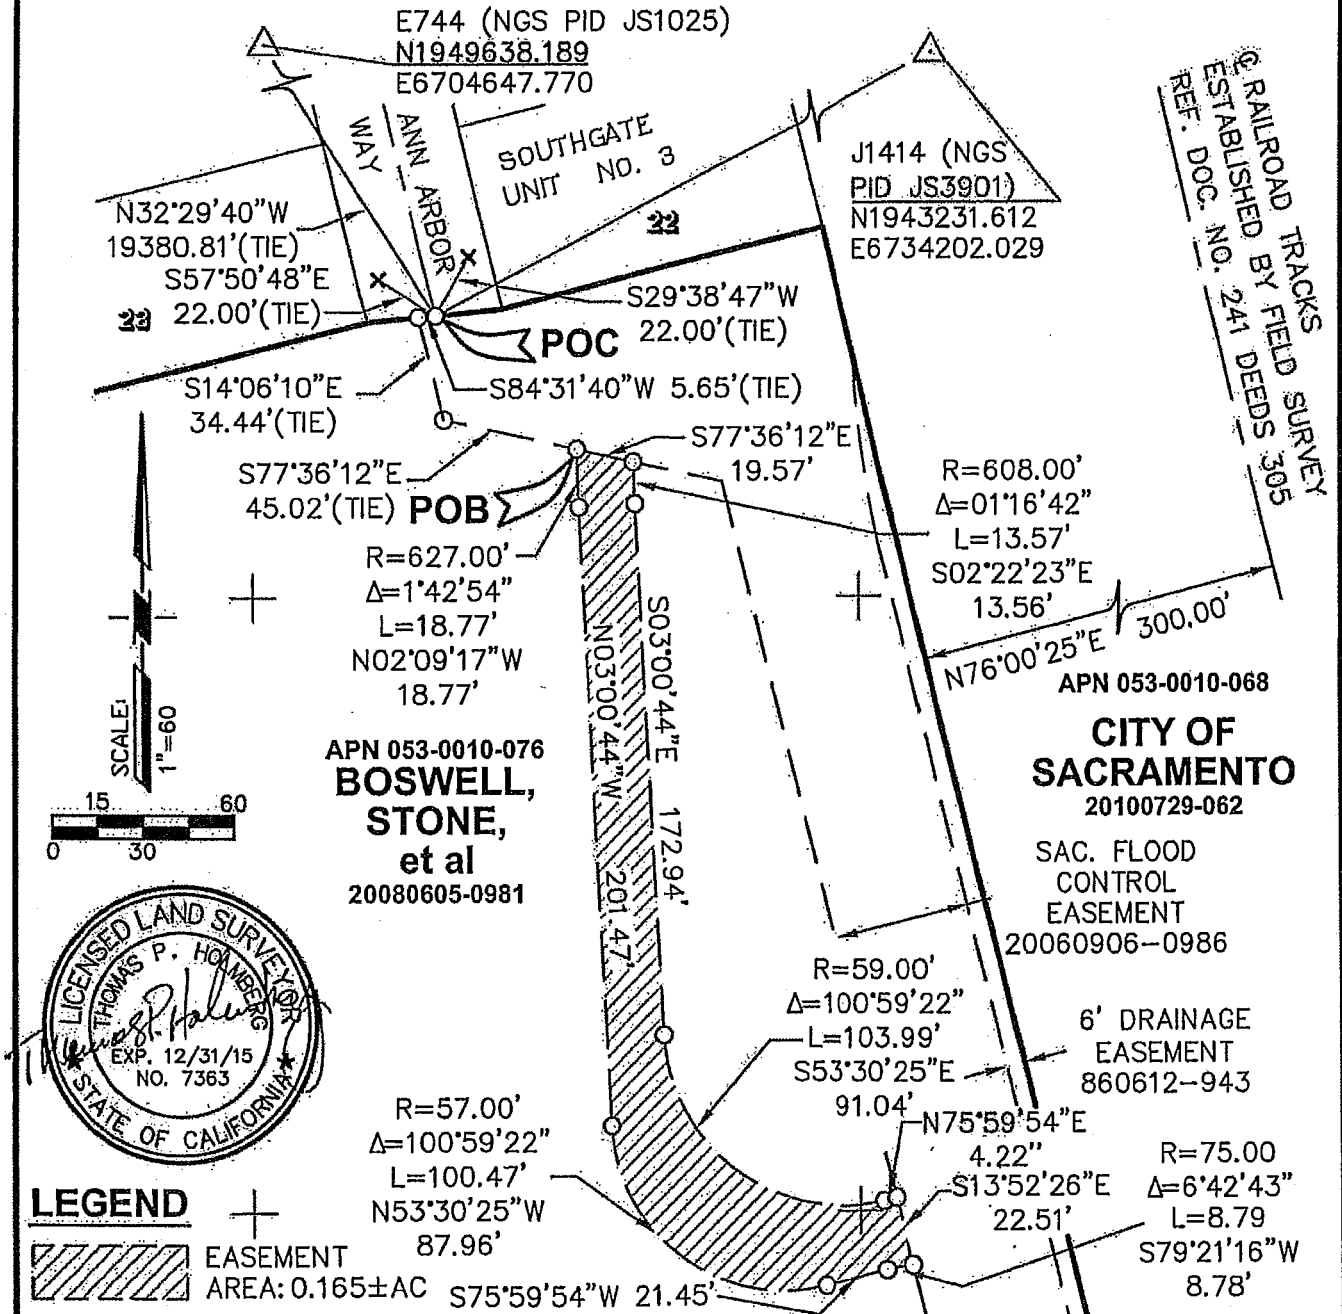 E744 (NGS PID JS1025)
N1949638.189
E6704647.770
ANN ARBOR
WAY
SOUTHGATE
UNIT NO. 3
J1414 (NGS
PID JS3901)
N1943231.612
E6734202.029
℄ RAILROAD TRACKS
ESTABLISHED BY FIELD SURVEY
REF. DOC. NO. 241 DEEDS 305
N32°29'40"W
19380.81'(TIE)
S57°50'48"E
22.00'(TIE)
22
23
S29°38'47"W
22.00'(TIE)
POC
S14°06'10"E
34.44'(TIE)
S84°31'40"W 5.65'(TIE)
S77°36'12"E
45.02'(TIE)
POB
S77°36'12"E
19.57'
R=608.00'
Δ=01°16'42"
L=13.57'
S02°22'23"E
13.56'
R=627.00'
Δ=1°42'54"
L=18.77'
N02°09'17"W
18.77'
S03°00'44"E 172.94'
N03°00'44"W 201.47'
N76°00'25"E 300.00'
SCALE:
1"=60
15 60
0 30
APN 053-0010-076
BOSWELL,
STONE,
et al
20080605-0981
APN 053-0010-068
CITY OF
SACRAMENTO
20100729-062
SAC. FLOOD
CONTROL
EASEMENT
20060906-0986
LICENSED LAND SURVEYOR
THOMAS P. HOLMBERG
EXP. 12/31/15
NO. 7363
STATE OF CALIFORNIA
R=59.00'
Δ=100°59'22"
L=103.99'
S53°30'25"E
91.04'
6' DRAINAGE
EASEMENT
860612-943
R=57.00'
Δ=100°59'22"
L=100.47'
N53°30'25"W
87.96'
N75°59'54"E
4.22"
S13°52'26"E
22.51'
R=75.00
Δ=6°42'43"
L=8.79
S79°21'16"W
8.78'
S75°59'54"W 21.45'
LEGEND
EASEMENT
AREA: 0.165±AC